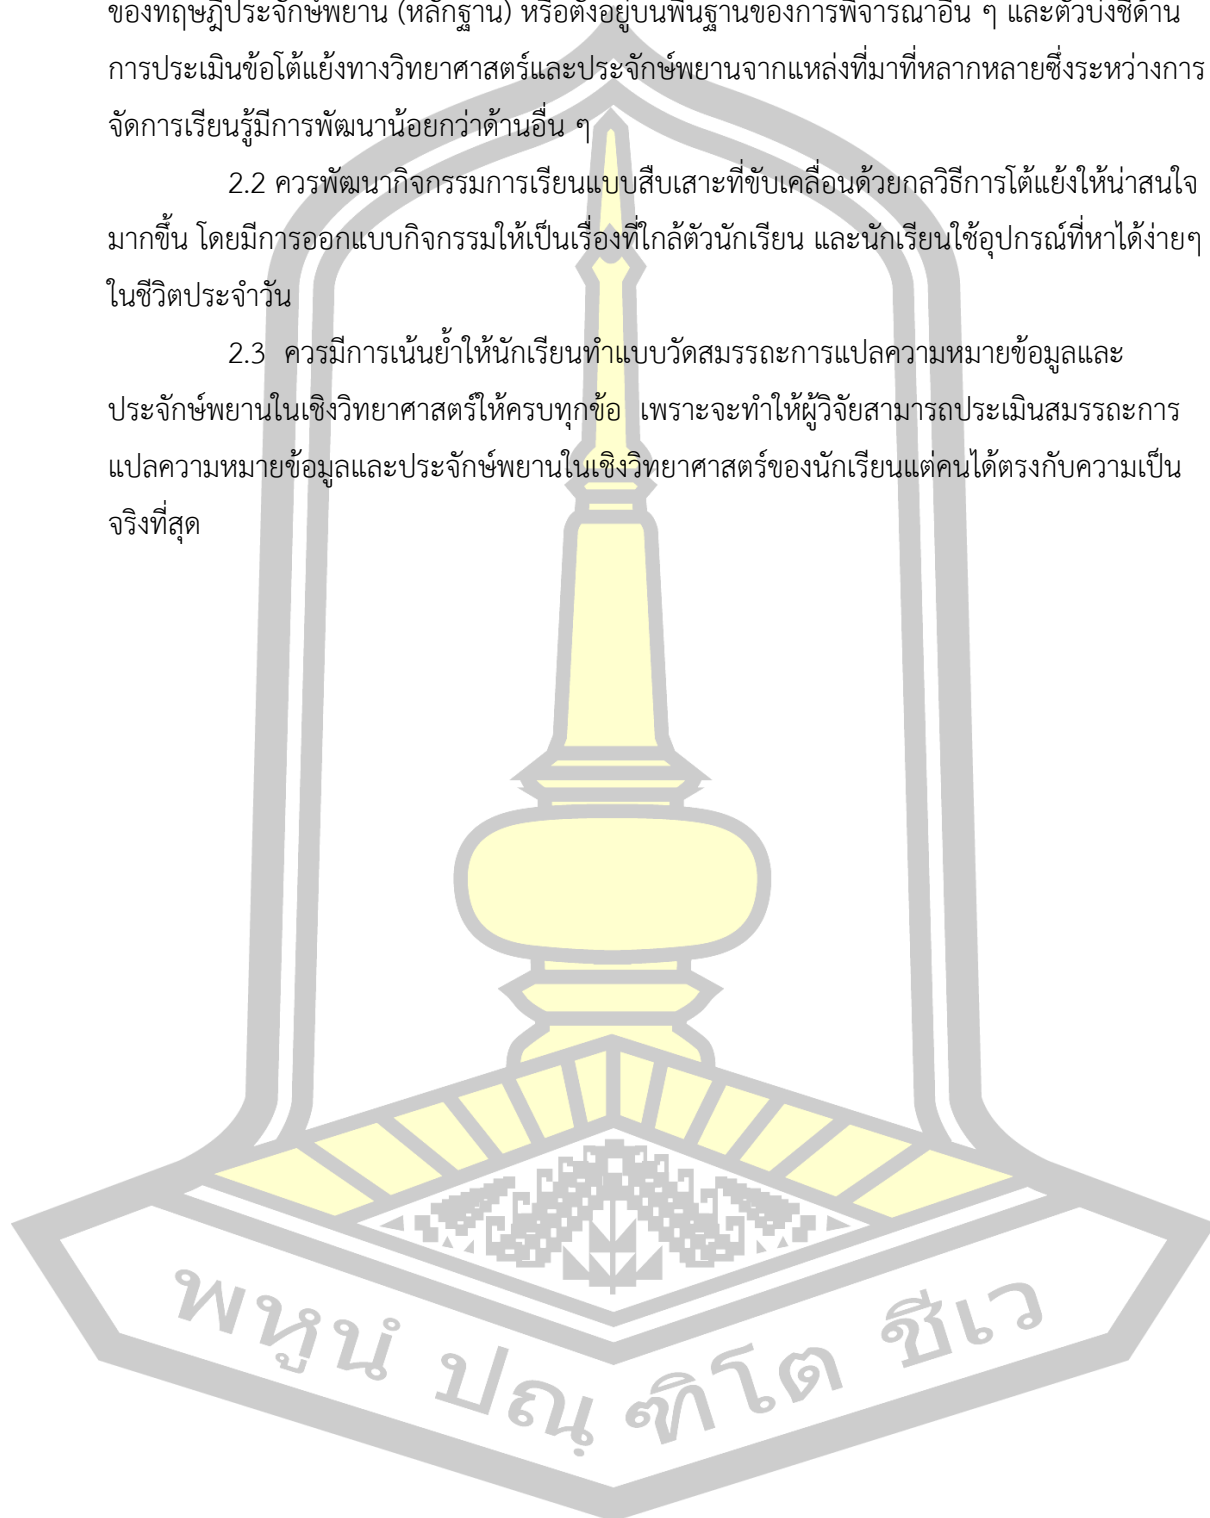 ของทฤษฎีประจักษ์พยาน (หลักฐาน) หรือตั้งอยู่บนพื้นฐานของการพิจารณาอื่น ๆ และตัวบ่งชี้ด้าน
การประเมินข้อโต้แย้งทางวิทยาศาสตร์และประจักษ์พยานจากแหล่งที่มาที่หลากหลายซึ่งระหว่างการ
จัดการเรียนรู้มีการพัฒนาน้อยกว่าด้านอื่น ๆ
2.2 ควรพัฒนากิจกรรมการเรียนแบบสืบเสาะที่ขับเคลื่อนด้วยกลวิธีการโต้แย้งให้น่าสนใจ
มากขึ้น โดยมีการออกแบบกิจกรรมให้เป็นเรื่องที่ใกล้ตัวนักเรียน และนักเรียนใช้อุปกรณ์ที่หาได้ง่ายๆ
ในชีวิตประจำวัน
2.3 ควรมีการเน้นย้ำให้นักเรียนทำแบบวัดสมรรถะการแปลความหมายข้อมูลและ
ประจักษ์พยานในเชิงวิทยาศาสตร์ให้ครบทุกข้อ เพราะจะทำให้ผู้วิจัยสามารถประเมินสมรรถะการ
แปลความหมายข้อมูลและประจักษ์พยานในเชิงวิทยาศาสตร์ของนักเรียนแต่คนได้ตรงกับความเป็น
จริงที่สุด
พหูนํ ปณฺฑิโต ชีเว